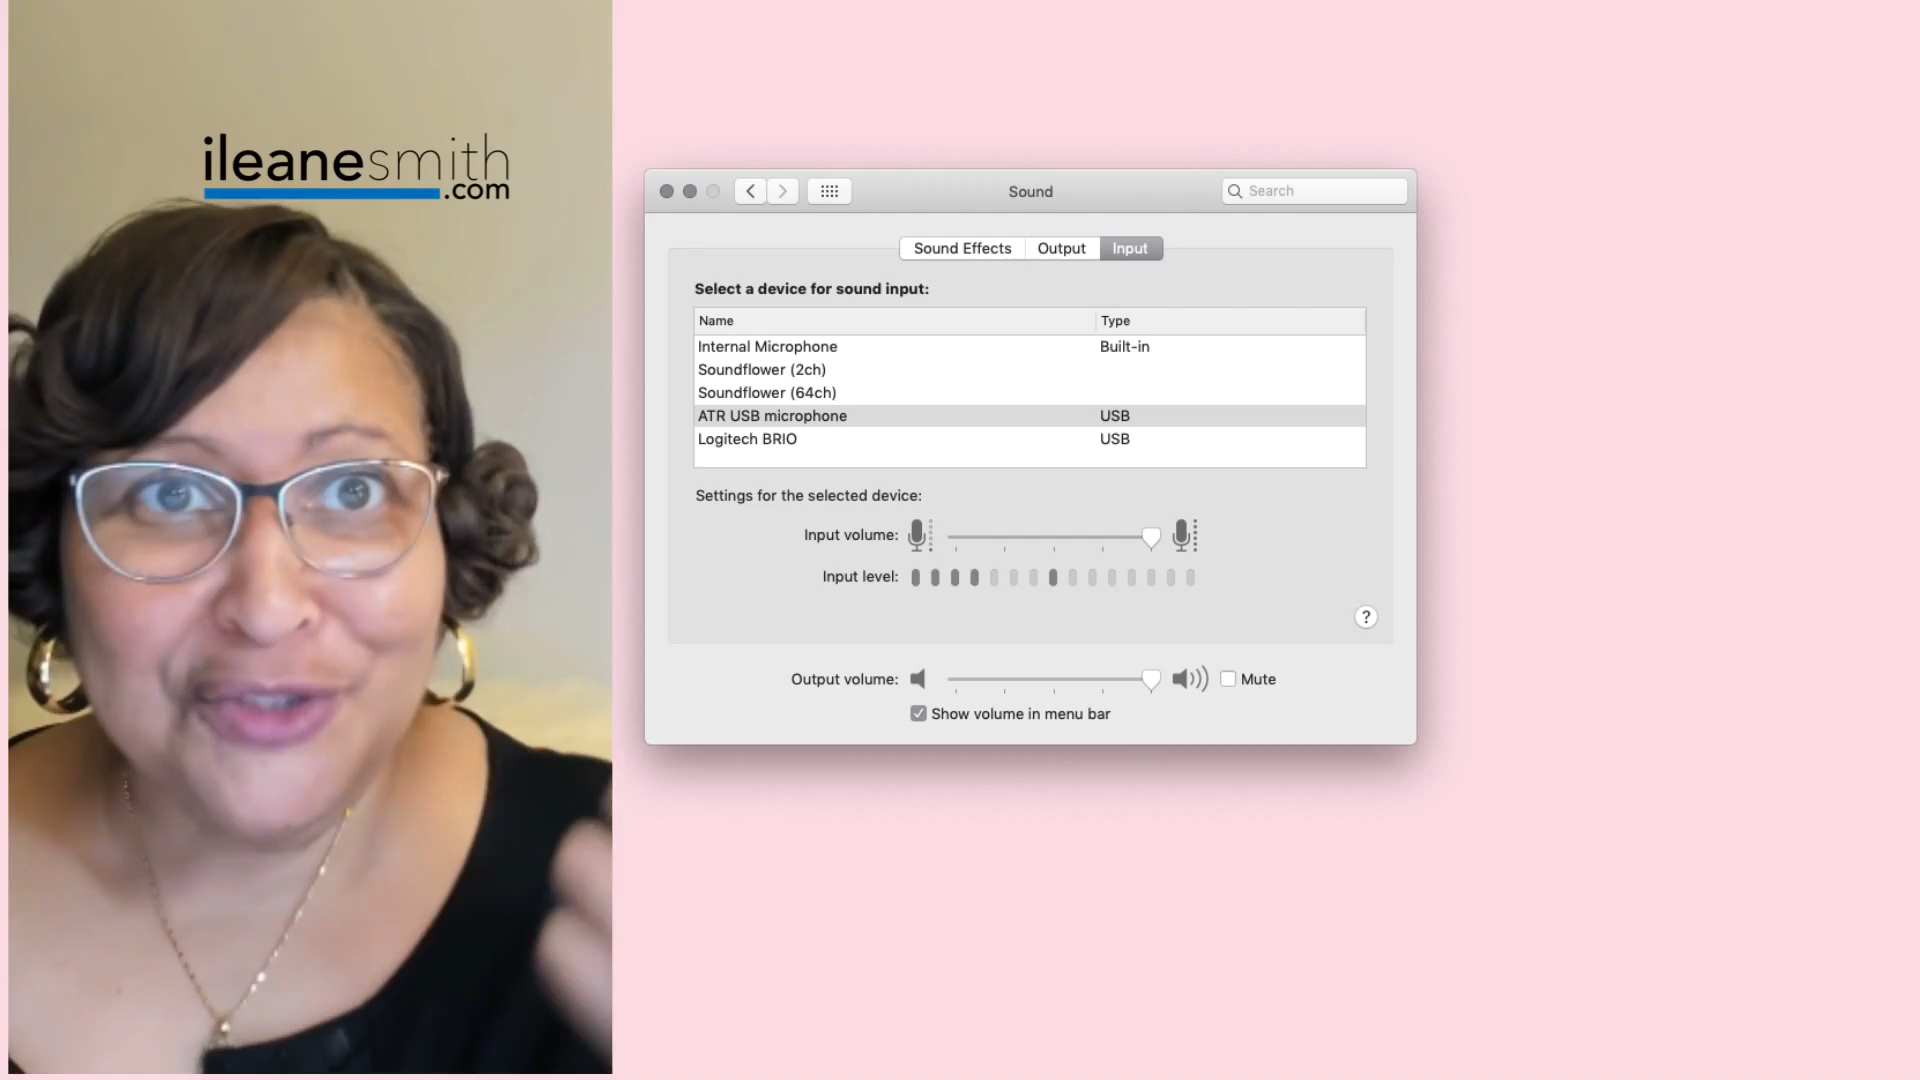 ileanesmith
.com
Sound
Search
Sound Effects Output Input
Select a device for sound input:
Name Type
Internal Microphone Built-in
Soundflower (2ch)
Soundflower (64ch)
ATR USB microphone USB
Logitech BRIO USB
Settings for the selected device:
Input volume:
Input level:
?
Output volume: Mute
Show volume in menu bar